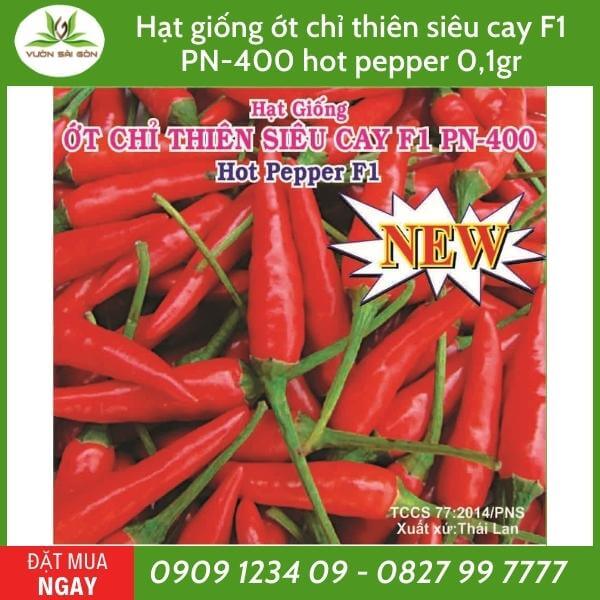 VƯỜN SÀI GÒN
Hạt giống ớt chỉ thiên siêu cay F1
PN-400 hot pepper 0,1gr
Hạt Giống
ỚT CHỈ THIÊN SIÊU CAY F1 PN-400
Hot Pepper F1
NEW
TCCS 77:2014/PNS
Xuất xứ:Thái Lan
ĐẶT MUA
NGAY
0909 1234 09 - 0827 99 7777